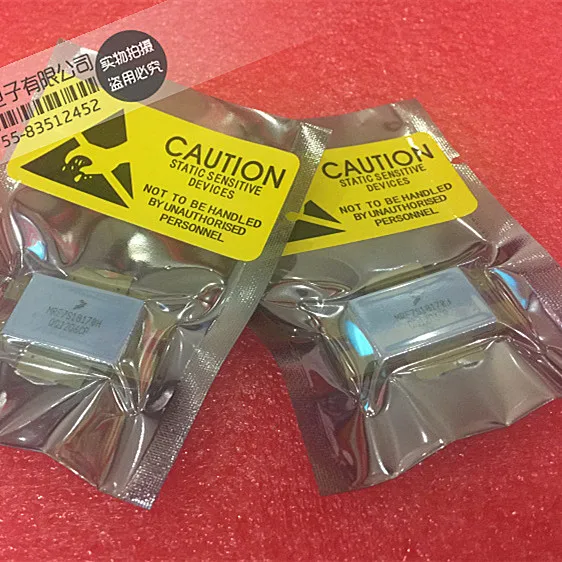 子有限公司
55-83512452
实物拍摄
盗用必究
CAUTION
STATIC SENSITIVE
DEVICES
NOT TO BE HANDLED
BY UNAUTHORISED
PERSONNEL
CAUTION
STATIC SENSITIVE
DEVICES
NOT TO BE HANDLED
BY UNAUTHORISED
PERSONNEL
MRF7S18170H